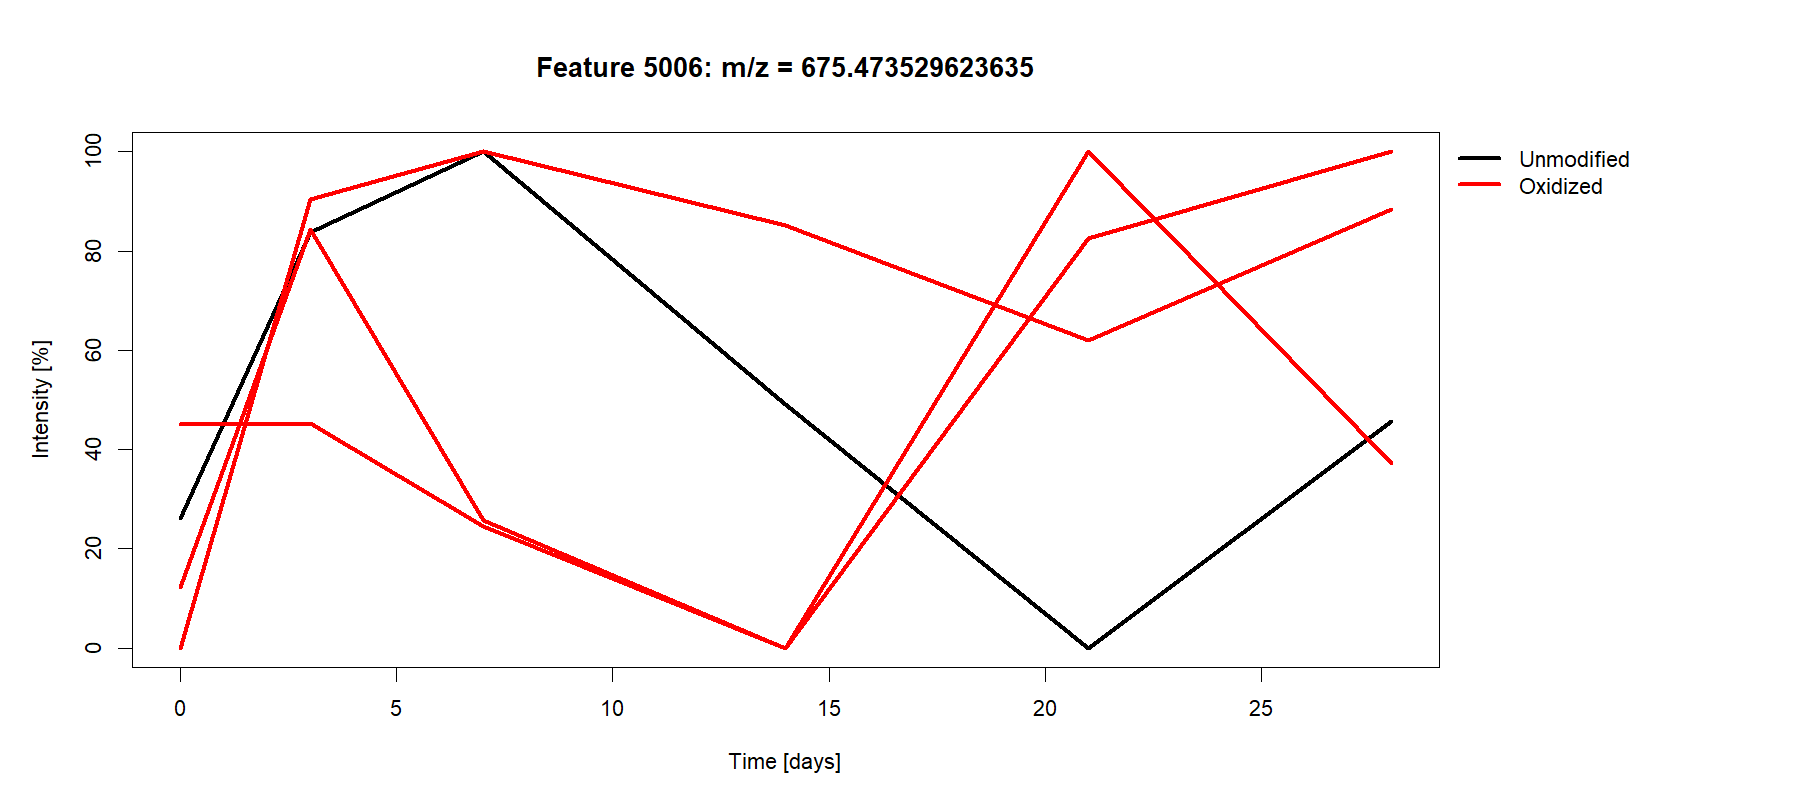 Feature 5006: m/z = 675.473529623635
Unmodified
Oxidized
Intensity [%]
100
80
60
40
20
0
0 5 10 15 20 25
Time [days]